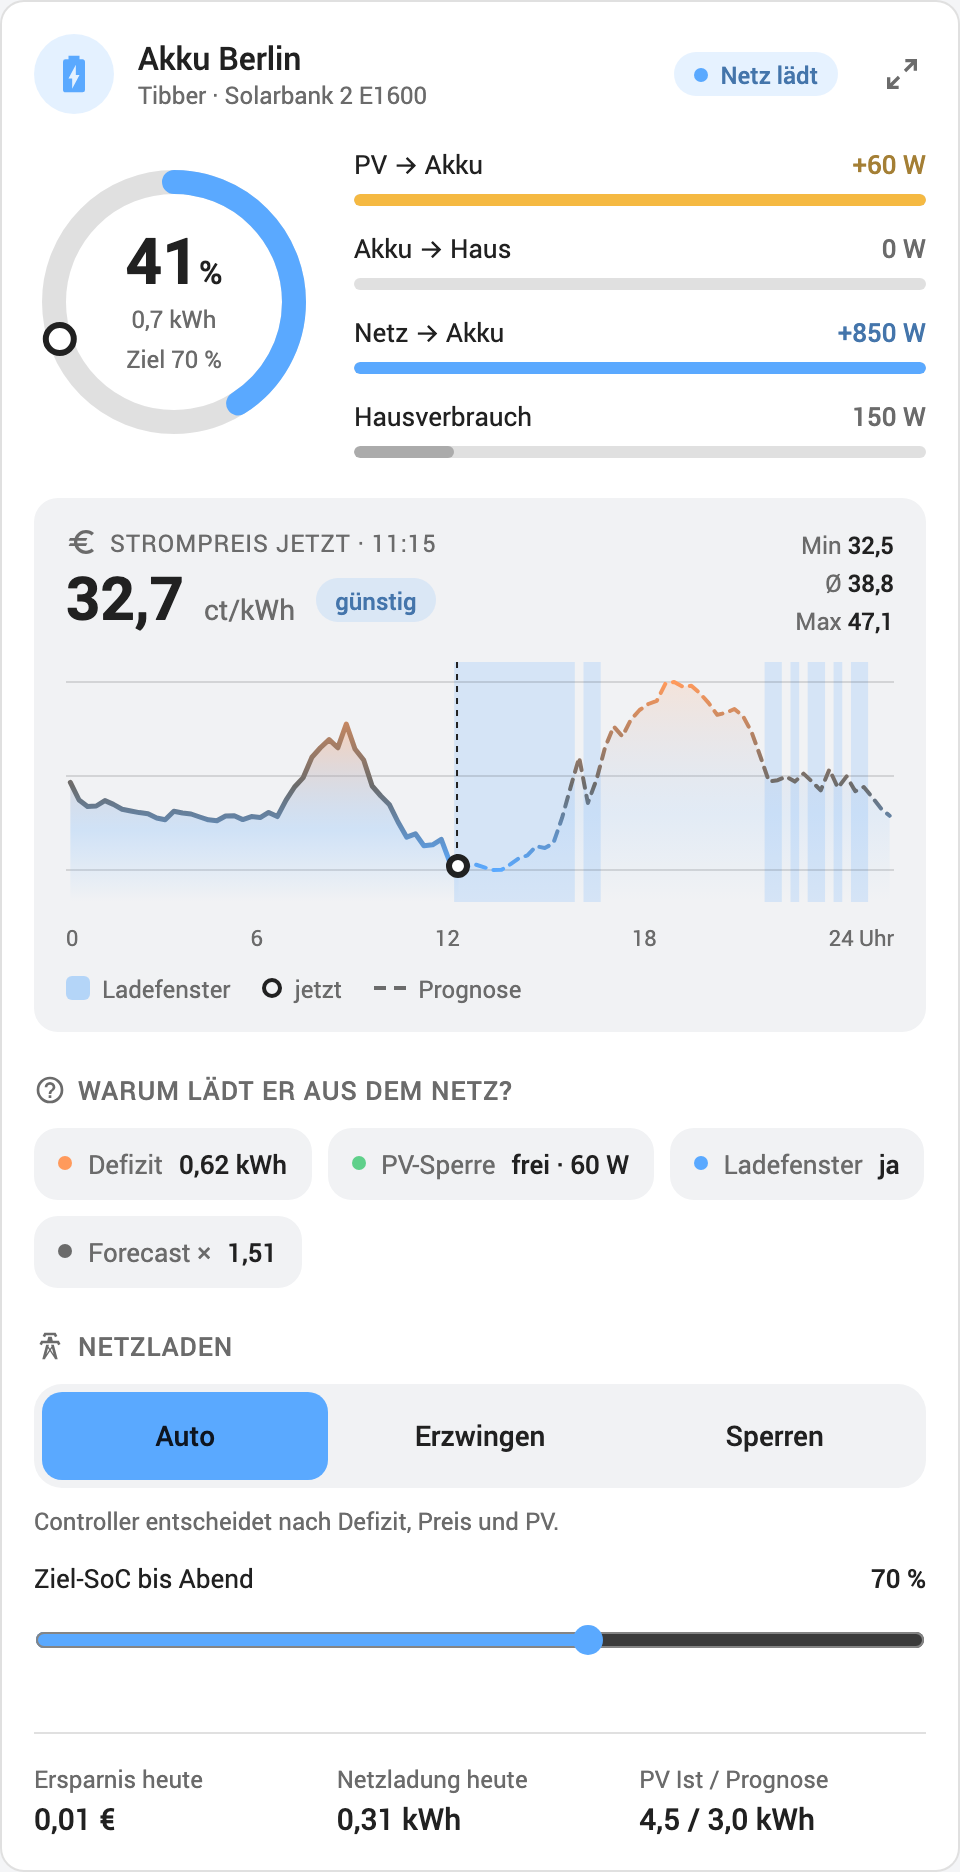 Akku Berlin
Tibber · Solarbank 2 E1600
Netz lädt
41%
0,7 kWh
Ziel 70 %
PV → Akku +60 W
Akku → Haus 0 W
Netz → Akku +850 W
Hausverbrauch 150 W
€ STROMPREIS JETZT · 11:15
32,7 ct/kWh günstig
Min 32,5
Ø 38,8
Max 47,1
0 6 12 18 24 Uhr
Ladefenster jetzt Prognose
WARUM LÄDT ER AUS DEM NETZ?
Defizit 0,62 kWh
PV-Sperre frei · 60 W
Ladefenster ja
Forecast × 1,51
NETZLADEN
Auto Erzwingen Sperren
Controller entscheidet nach Defizit, Preis und PV.
Ziel-SoC bis Abend 70 %
Ersparnis heute Netzladung heute PV Ist / Prognose
0,01 € 0,31 kWh 4,5 / 3,0 kWh